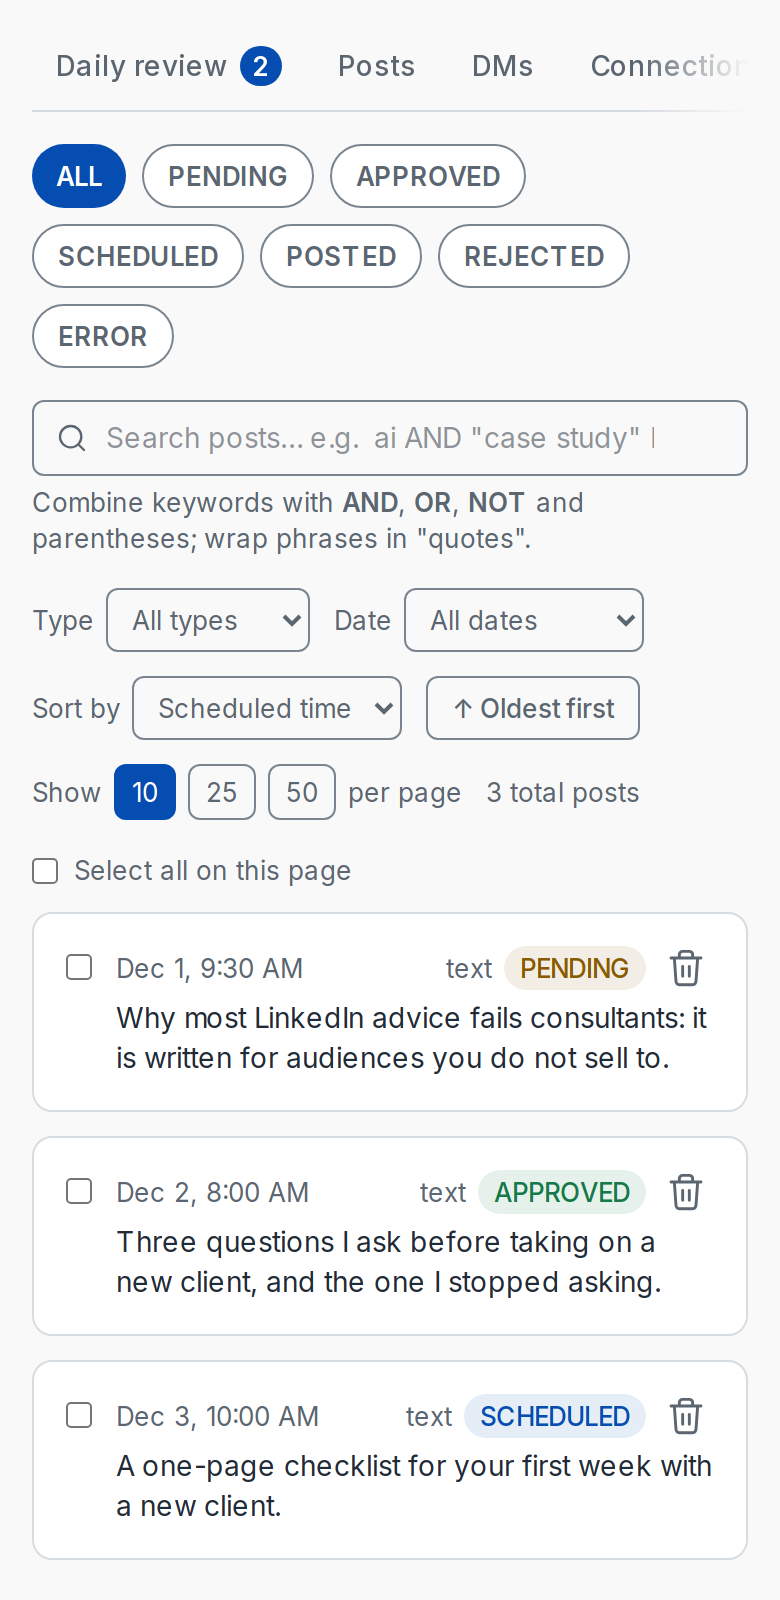 Daily review 2 Posts DMs Connection
ALL PENDING APPROVED
SCHEDULED POSTED REJECTED
ERROR
Search posts... e.g. ai AND "case study"
Combine keywords with AND, OR, NOT and
parentheses; wrap phrases in "quotes".
Type All types Date All dates
Sort by Scheduled time ↑ Oldest first
Show 10 25 50 per page 3 total posts
Select all on this page
Dec 1, 9:30 AM text PENDING
Why most LinkedIn advice fails consultants: it
is written for audiences you do not sell to.
Dec 2, 8:00 AM text APPROVED
Three questions I ask before taking on a
new client, and the one I stopped asking.
Dec 3, 10:00 AM text SCHEDULED
A one-page checklist for your first week with
a new client.